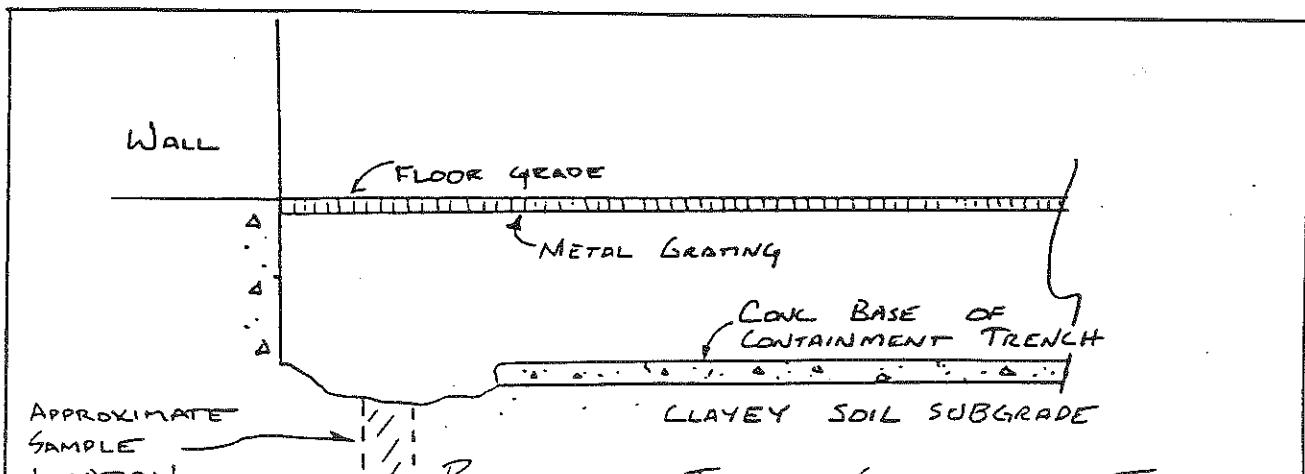 WALL
FLOOR GRADE
METAL GRATING
CONC BASE OF
CONTAINMENT TRENCH
CLAYEY SOIL SUBGRADE
APPROXIMATE
SAMPLE